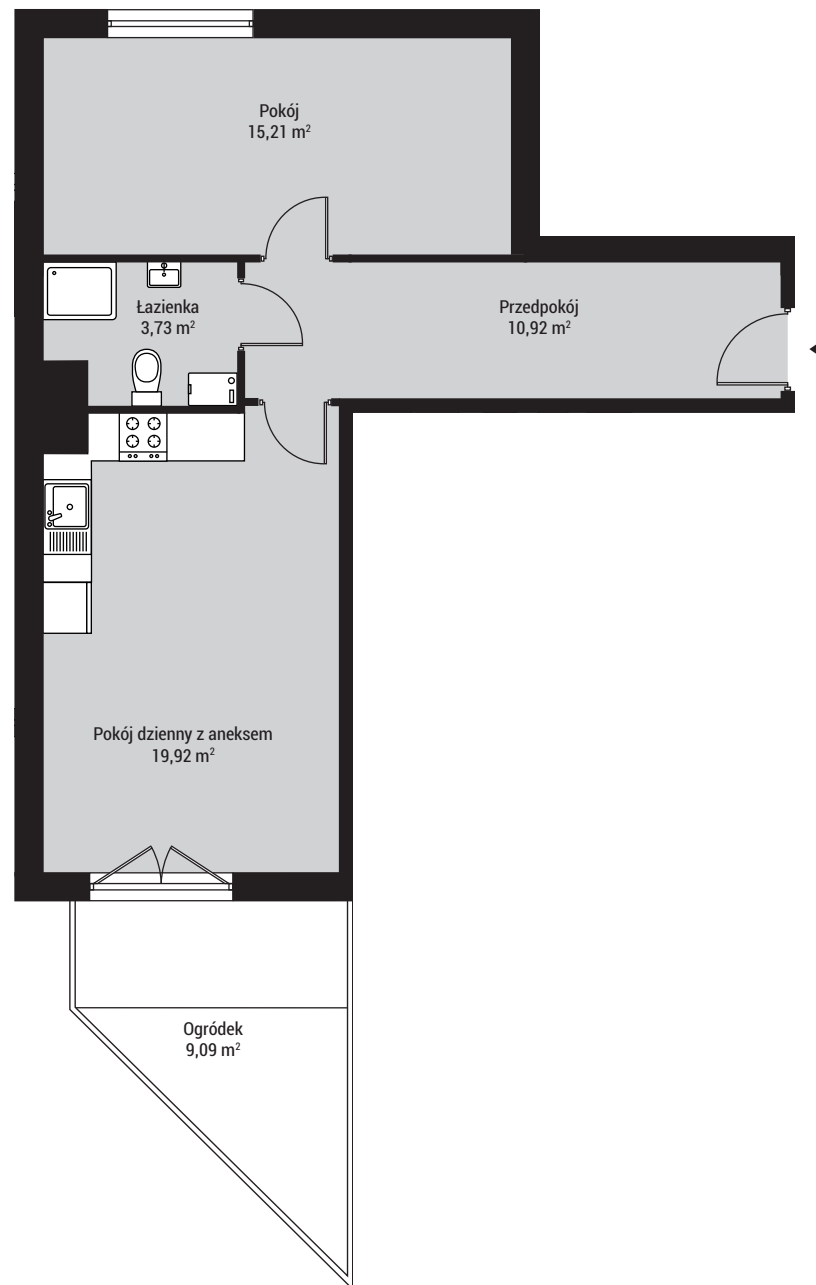 Pokój
15,21 m²
Łazienka
3,73 m²
Przedpokój
10,92 m²
Pokój dzienny z aneksem
19,92 m²
Ogródek
9,09 m²